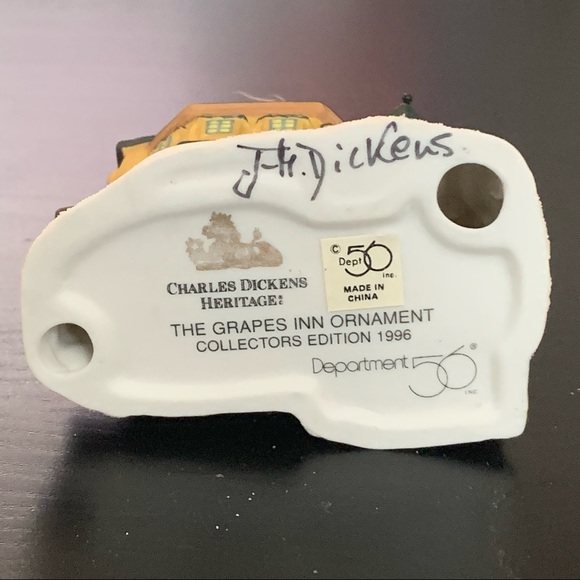 J.H. Dickens
CHARLES DICKENS
HERITAGE
© Dept 56 inc.
MADE IN
CHINA
THE GRAPES INN ORNAMENT
COLLECTORS EDITION 1996
Department 56 ®
INC